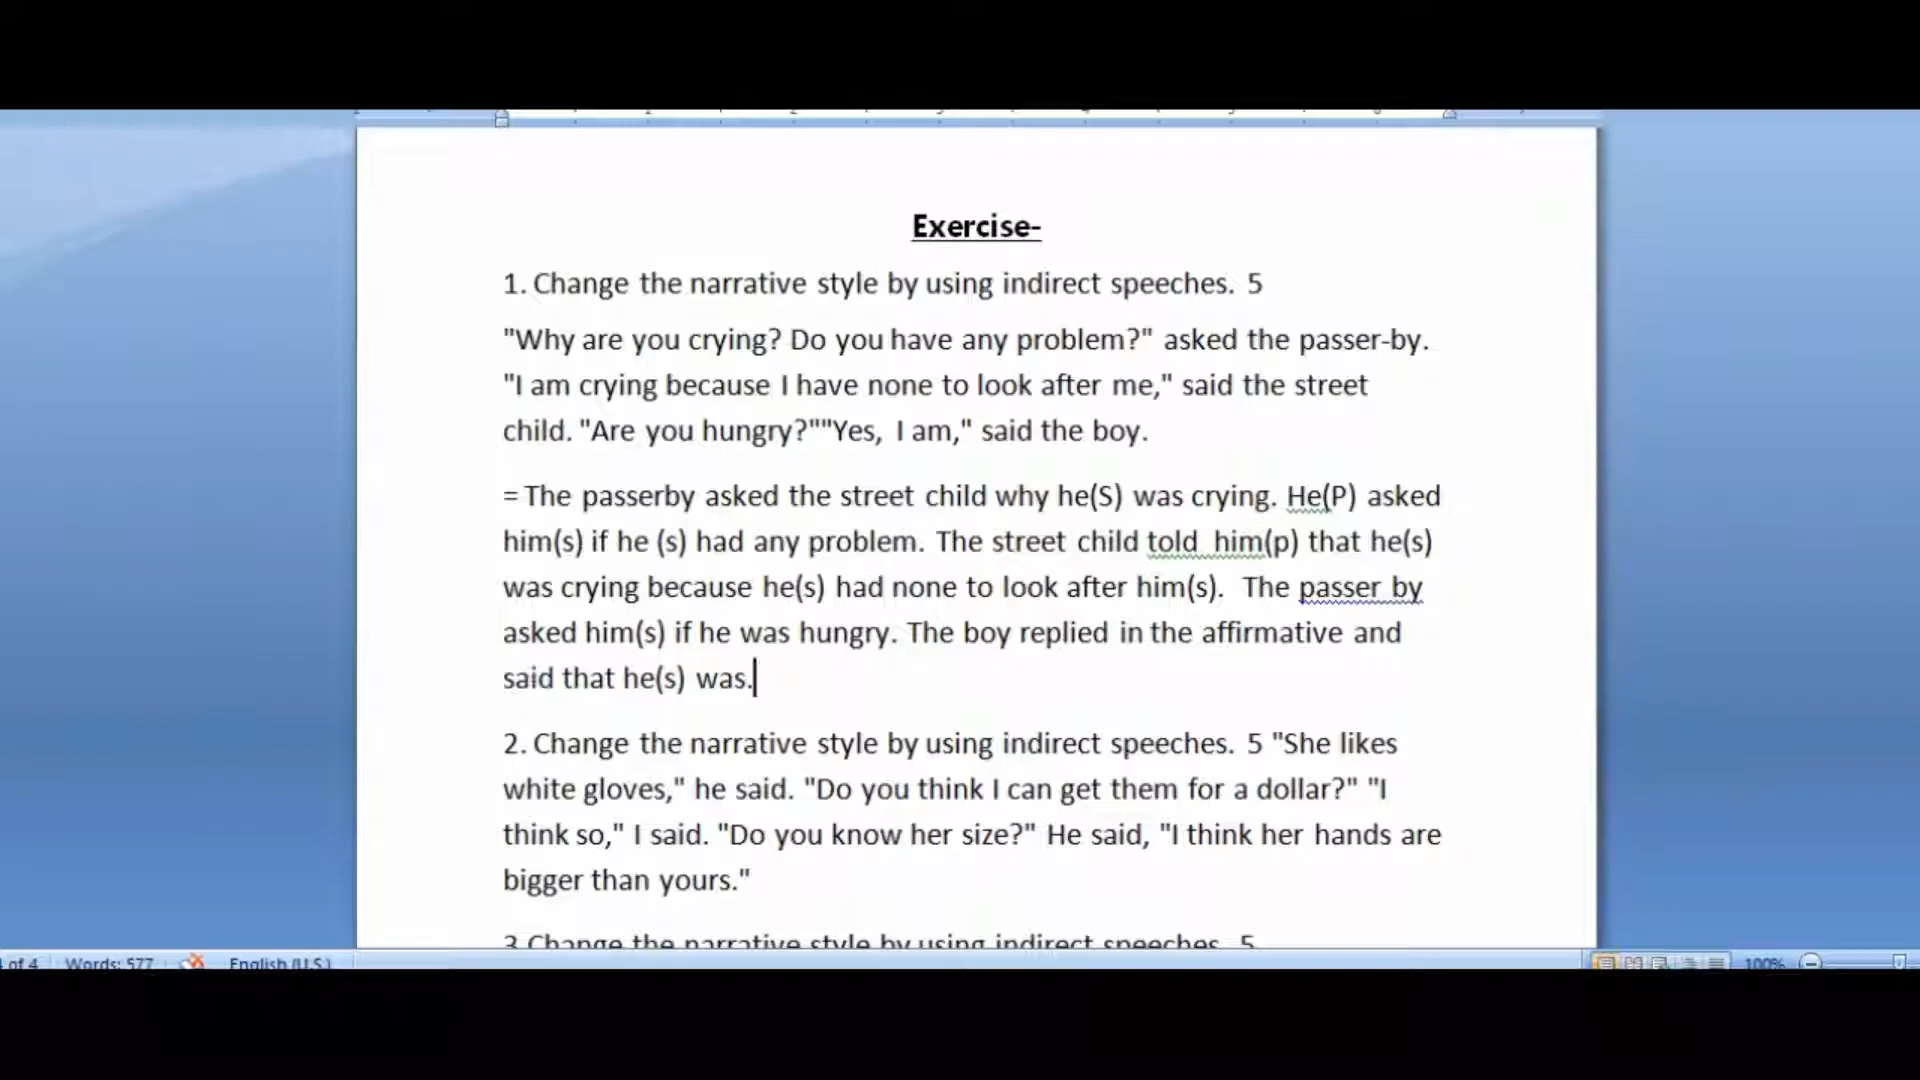 Exercise-
1. Change the narrative style by using indirect speeches. 5
"Why are you crying? Do you have any problem?" asked the passer-by.
"I am crying because I have none to look after me," said the street
child. "Are you hungry?""Yes, I am," said the boy.
= The passerby asked the street child why he(S) was crying. He(P) asked
him(s) if he (s) had any problem. The street child told him(p) that he(s)
was crying because he(s) had none to look after him(s). The passer by
asked him(s) if he was hungry. The boy replied in the affirmative and
said that he(s) was.
2. Change the narrative style by using indirect speeches. 5 "She likes
white gloves," he said. "Do you think I can get them for a dollar?" "I
think so," I said. "Do you know her size?" He said, "I think her hands are
bigger than yours."
3 Change the narrative style by using indirect speeches. 5
of 4 Words: 577 English (U.S.) 100%